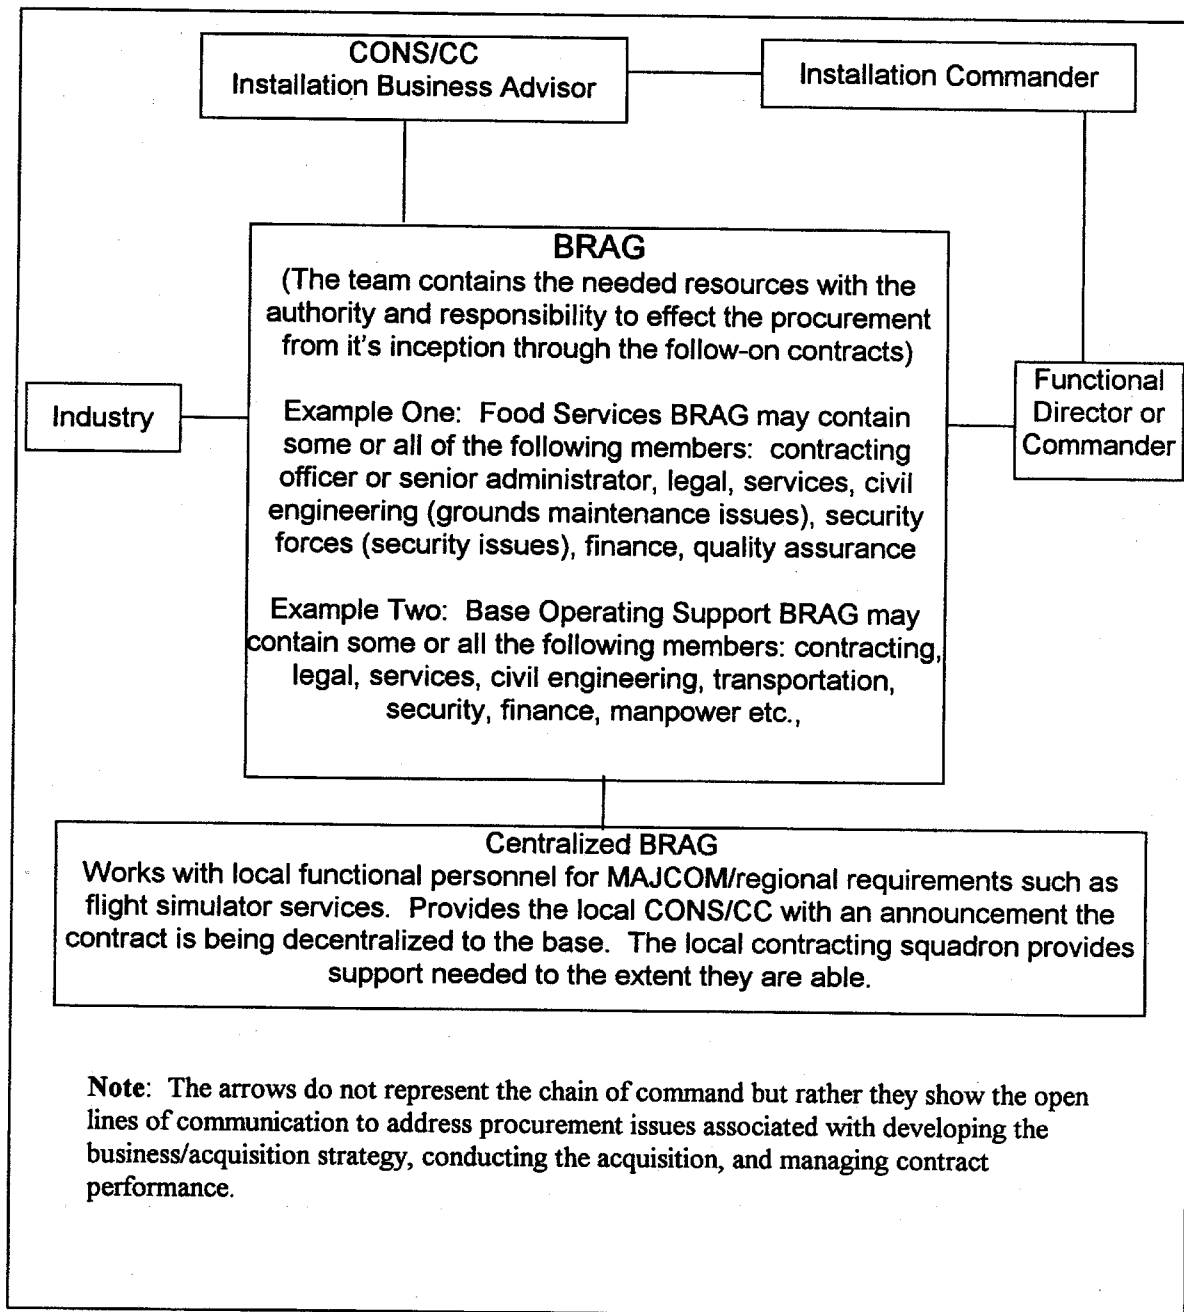 CONS/CC
Installation Business Advisor
Installation Commander
BRAG
(The team contains the needed resources with the
authority and responsibility to effect the procurement
from it's inception through the follow-on contracts)
Example One: Food Services BRAG may contain
some or all of the following members: contracting
officer or senior administrator, legal, services, civil
engineering (grounds maintenance issues), security
forces (security issues), finance, quality assurance
Example Two: Base Operating Support BRAG may
contain some or all the following members: contracting,
legal, services, civil engineering, transportation,
security, finance, manpower etc.,
Industry
Functional
Director or
Commander
Centralized BRAG
Works with local functional personnel for MAJCOM/regional requirements such as
flight simulator services. Provides the local CONS/CC with an announcement the
contract is being decentralized to the base. The local contracting squadron provides
support needed to the extent they are able.
Note: The arrows do not represent the chain of command but rather they show the open
lines of communication to address procurement issues associated with developing the
business/acquisition strategy, conducting the acquisition, and managing contract
performance.